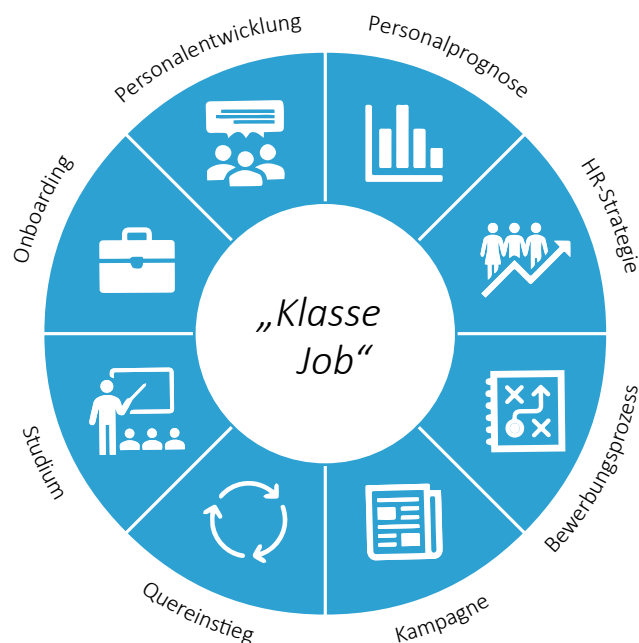 Personalentwicklung
Personalprognose
HR-Strategie
Bewerbungsprozess
Kampagne
Quereinstieg
Studium
Onboarding
„Klasse
Job“